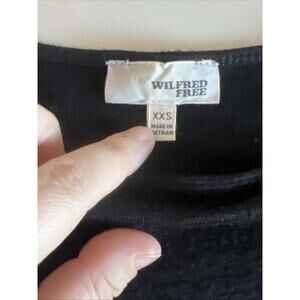 WILFRED
FREE
XXS
MADE IN
VIETNAM